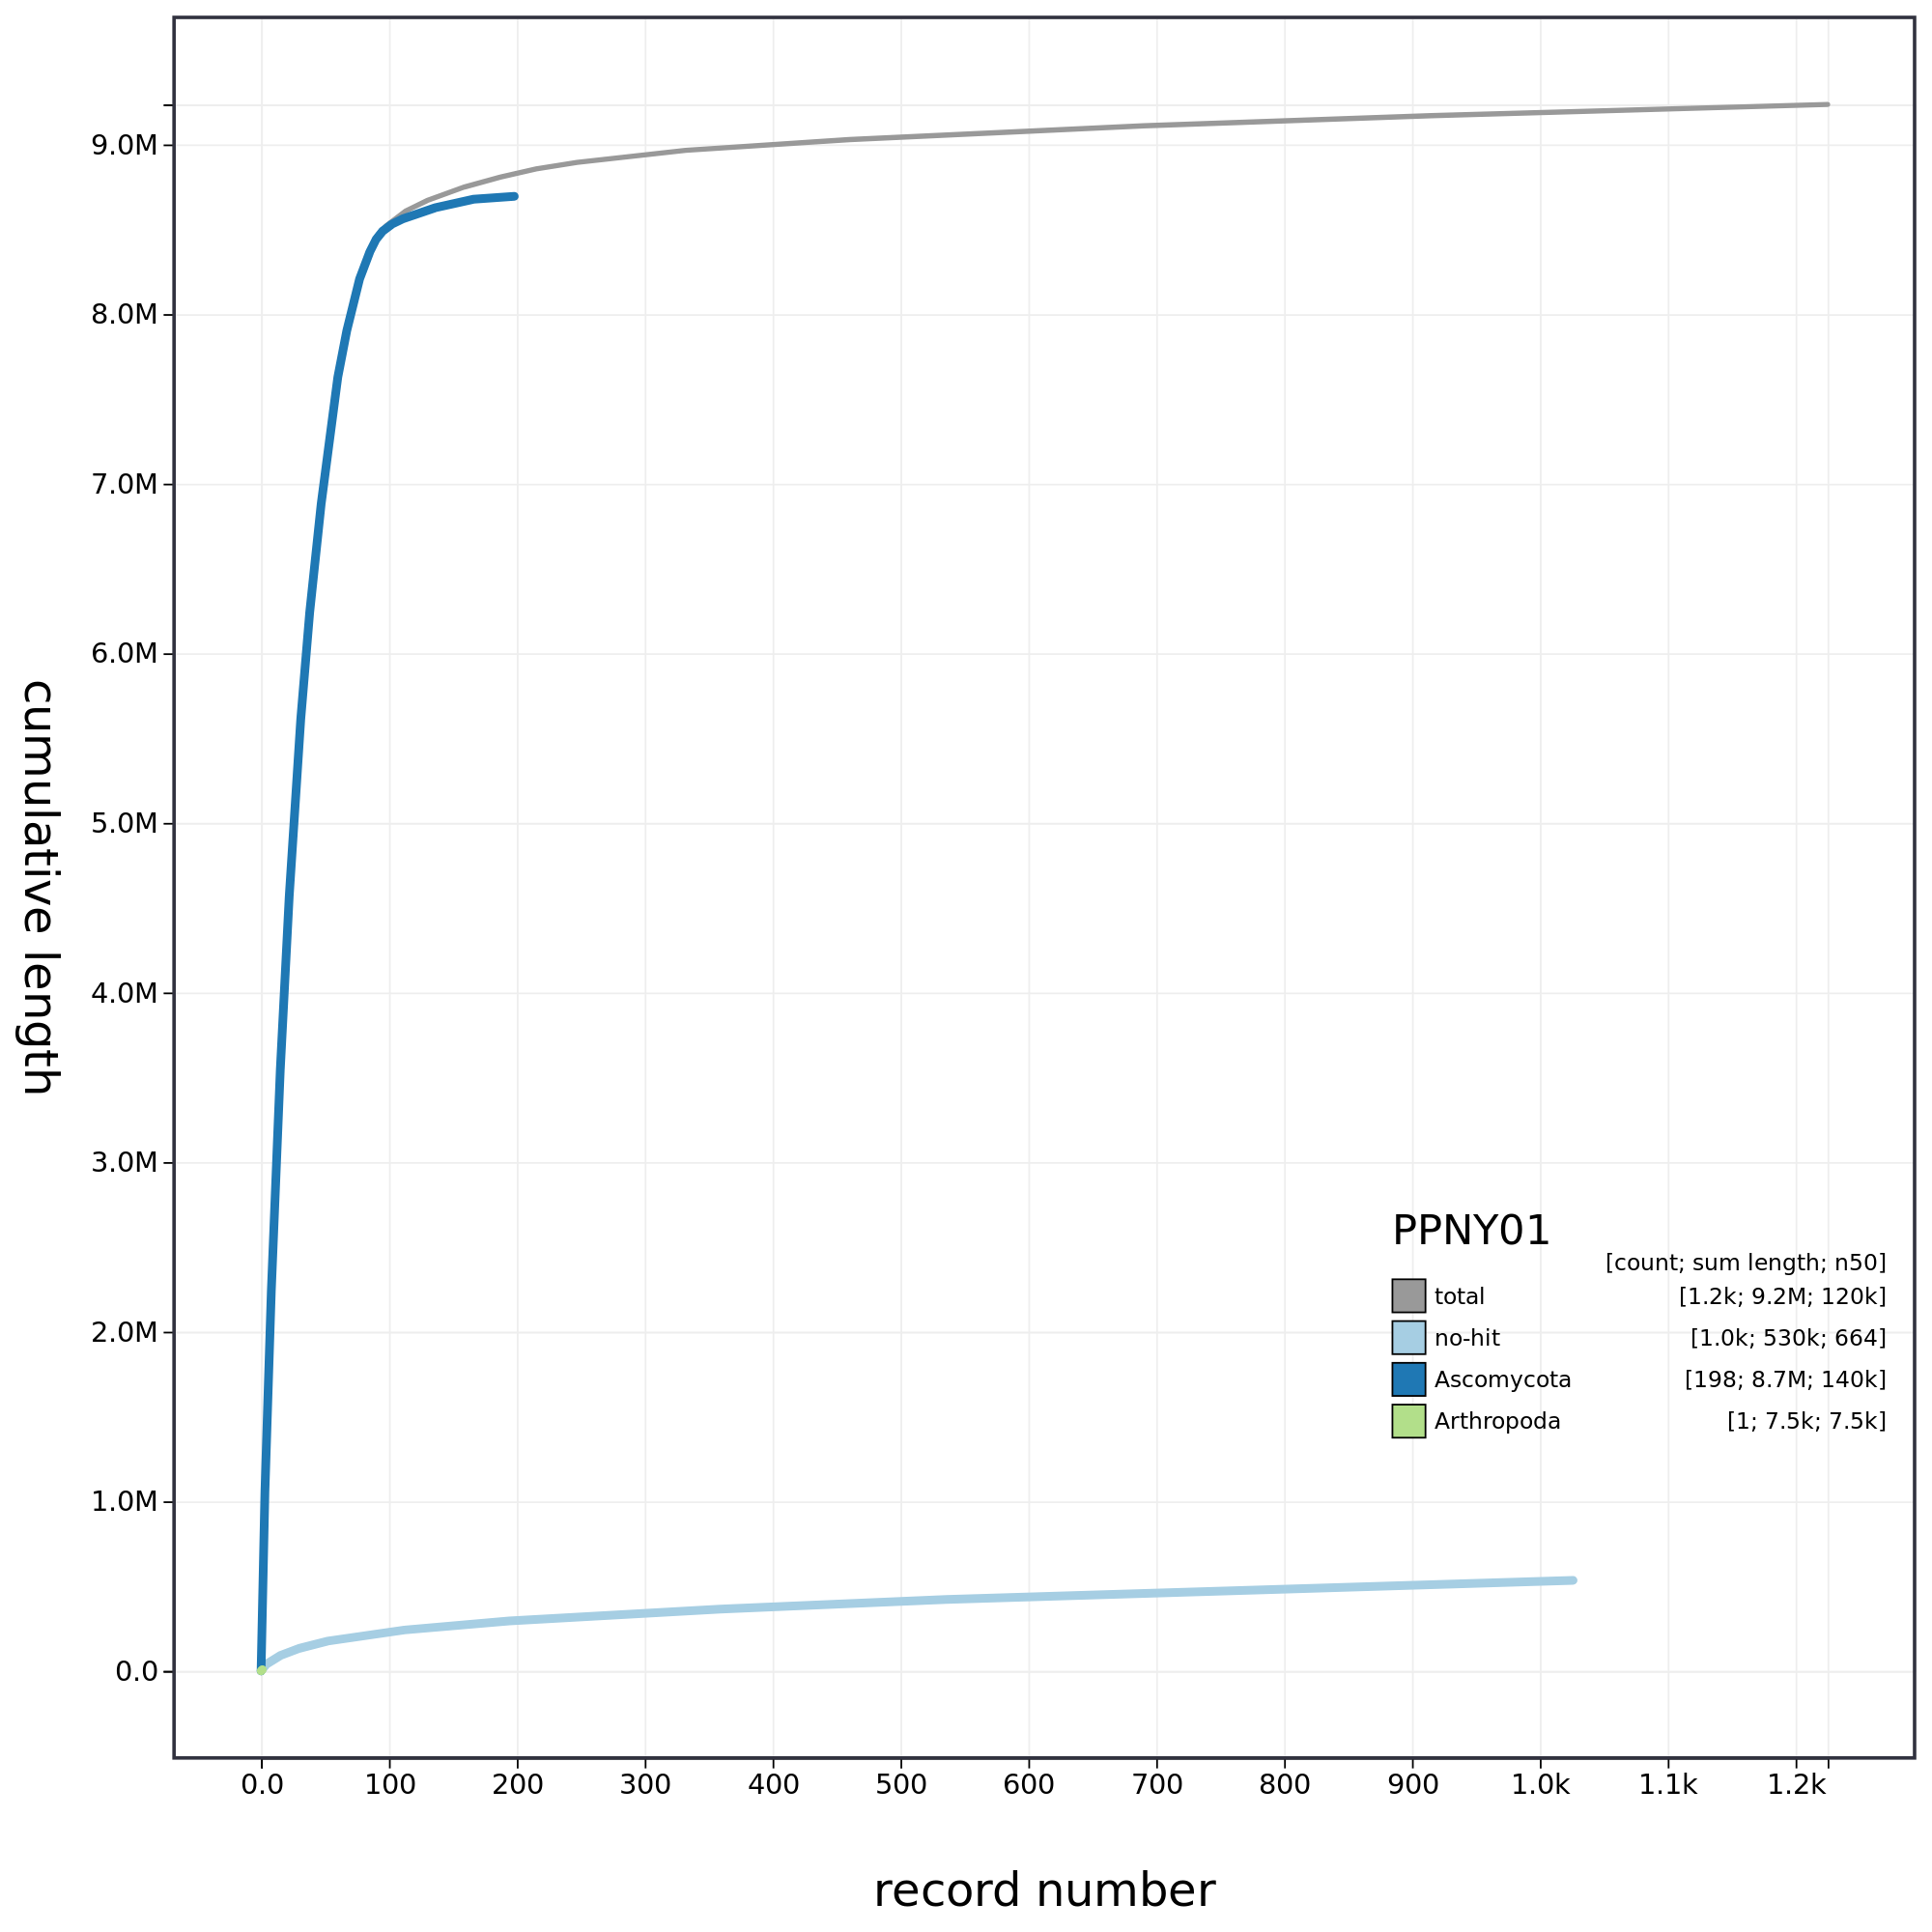 9.0M
8.0M
7.0M
6.0M
5.0M
4.0M
3.0M
2.0M
1.0M
0.0
cumulative length
PPNY01
[count; sum length; n50]
total [1.2k; 9.2M; 120k]
no-hit [1.0k; 530k; 664]
Ascomycota [198; 8.7M; 140k]
Arthropoda [1; 7.5k; 7.5k]
0.0 100 200 300 400 500 600 700 800 900 1.0k 1.1k 1.2k
record number